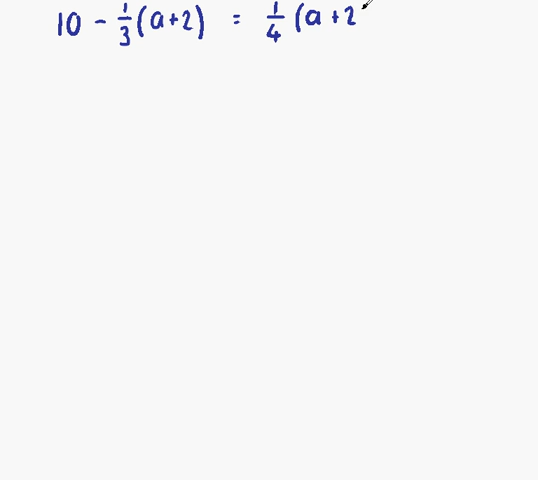 10 - 1/3 (a+2) = 1/4 (a + 2